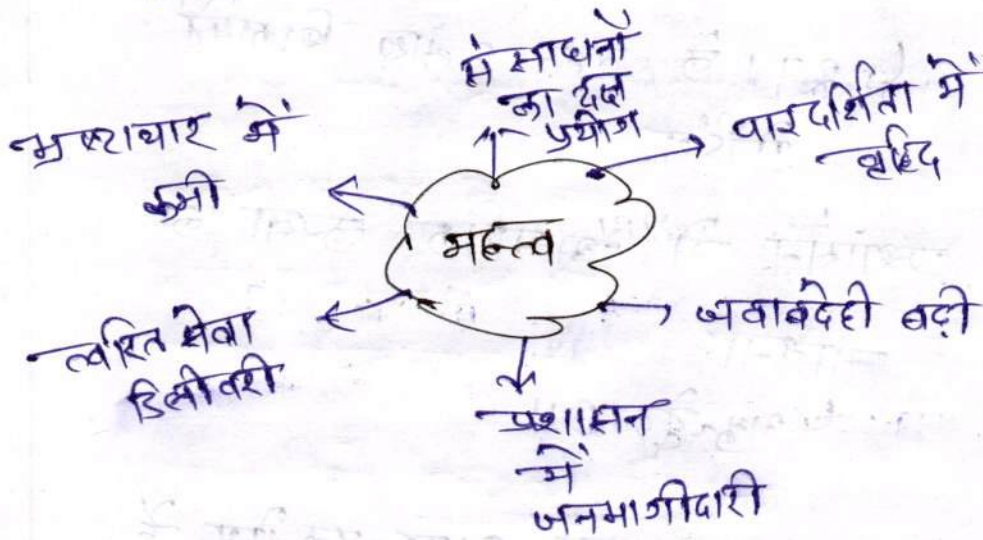 संसाधनों
का दक्ष
प्रयोग
पारदर्शिता में
वृद्धि
भ्रष्टाचार में
कमी
महत्व
जवाबदेही बढ़ी
त्वरित सेवा
डिलीवरी
प्रशासन
में
जनभागीदारी